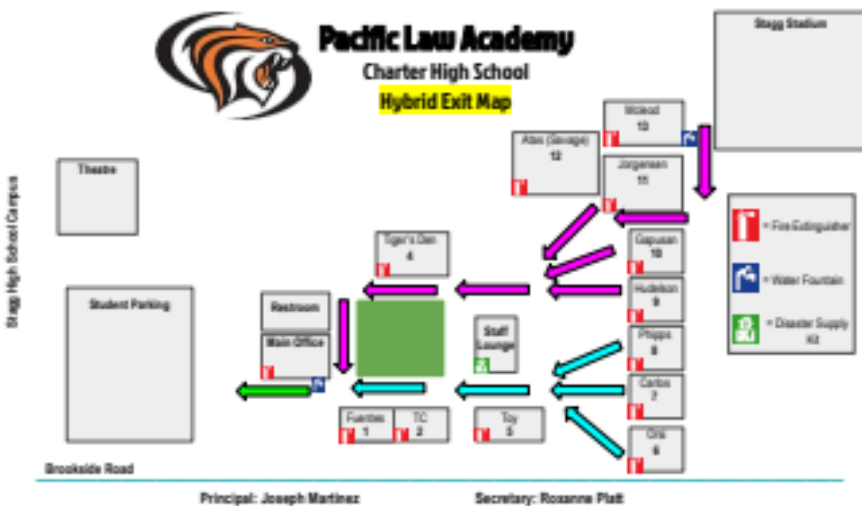 Pacific Law Academy
Charter High School
Hybrid Exit Map
Stagg Stadium
Mcleod
13
Abas (Savage)
12
Jorgensen
11
Theatre
Stagg High School Campus
= Fire Extinguisher
= Water Fountain
= Disaster Supply
Kit
Tiger's Den
4
Gapusan
10
Hudelson
9
Student Parking
Restroom
Main Office
Staff
Lounge
Phipps
8
Carlos
7
Fuentes
1
TC
2
Toy
6
Brookside Road
Principal: Joseph Martinez
Secretary: Roxanne Platt